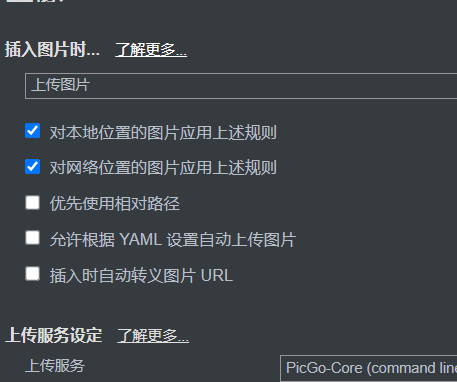 插入图片时... 了解更多...
上传图片
对本地位置的图片应用上述规则
对网络位置的图片应用上述规则
优先使用相对路径
允许根据 YAML 设置自动上传图片
插入时自动转义图片 URL
上传服务设定 了解更多...
上传服务 PicGo-Core (command line